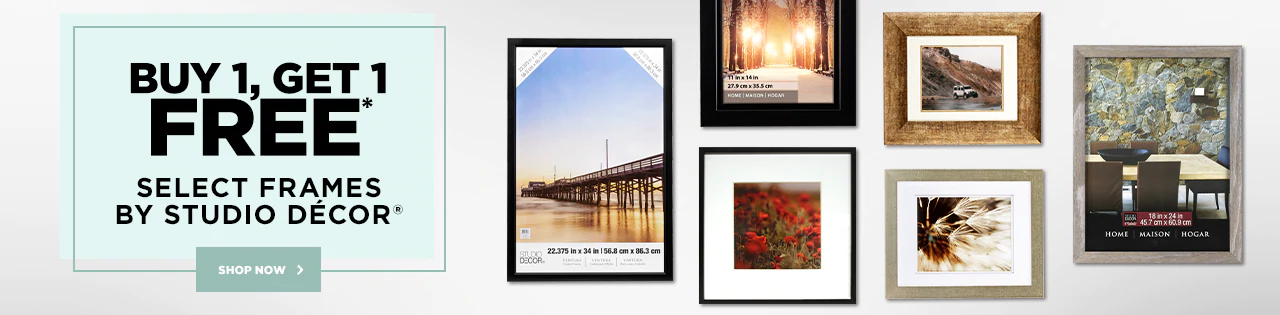 BUY 1, GET 1
FREE*
SELECT FRAMES
BY STUDIO DÉCOR®
SHOP NOW
STUDIO
DÉCOR
22.375 in x 34 in | 56.8 cm x 86.3 cm
11 in x 14 in
27.9 cm x 35.5 cm
HOME | MAISON | HOGAR
18 in x 24 in
45.7 cm x 60.9 cm
HOME | MAISON | HOGAR